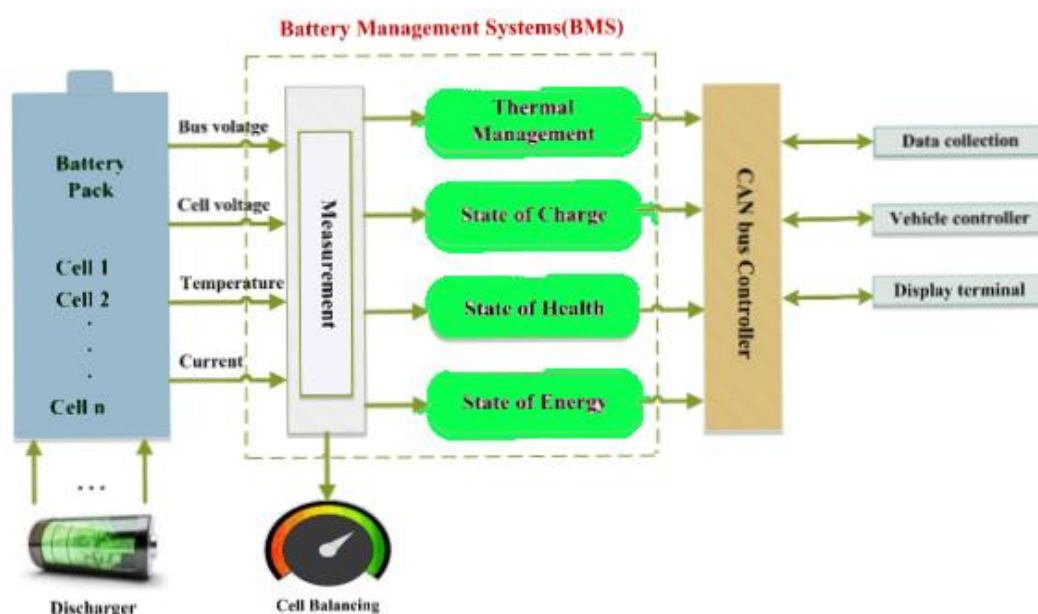 Battery Management Systems(BMS)
Battery
Pack
Cell 1
Cell 2
.
.
.
Cell n
Bus volatge
Cell voltage
Temperature
Current
Measurement
Thermal
Management
State of Charge
State of Health
State of Energy
CAN bus Controller
Data collection
Vehicle controller
Display terminal
...
Discharger
Cell Balancing